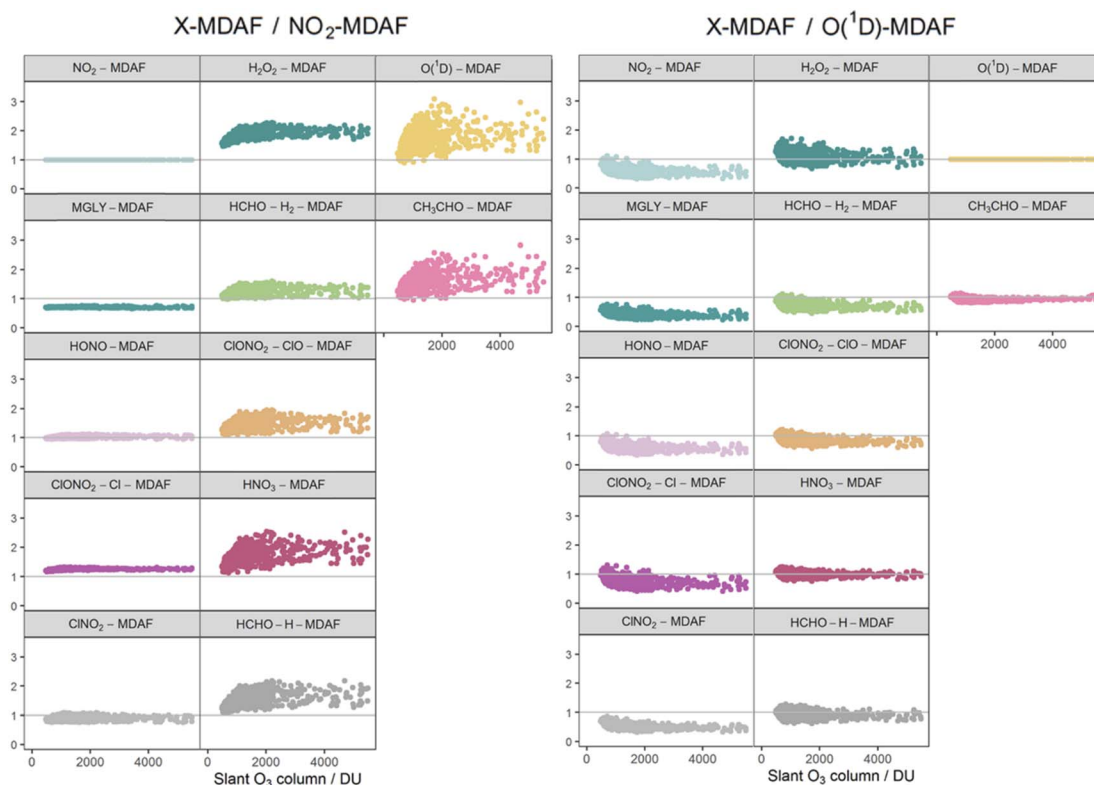 X-MDAF / NO₂-MDAF
NO₂ – MDAF
H₂O₂ – MDAF
O(¹D) – MDAF
3
2
1
0
MGLY – MDAF
HCHO – H₂ – MDAF
CH₃CHO – MDAF
3
2
1
0
2000
4000
HONO – MDAF
ClONO₂ – ClO – MDAF
3
2
1
0
ClONO₂ – Cl – MDAF
HNO₃ – MDAF
3
2
1
0
ClNO₂ – MDAF
HCHO – H – MDAF
3
2
1
0
0
2000
4000
0
2000
4000
Slant O₃ column / DU
X-MDAF / O(¹D)-MDAF
NO₂ – MDAF
H₂O₂ – MDAF
O(¹D) – MDAF
3
2
1
0
MGLY – MDAF
HCHO – H₂ – MDAF
CH₃CHO – MDAF
3
2
1
0
0
2000
4000
HONO – MDAF
ClONO₂ – ClO – MDAF
3
2
1
0
ClONO₂ – Cl – MDAF
HNO₃ – MDAF
3
2
1
0
ClNO₂ – MDAF
HCHO – H – MDAF
3
2
1
0
0
2000
4000
0
2000
4000
Slant O₃ column / DU